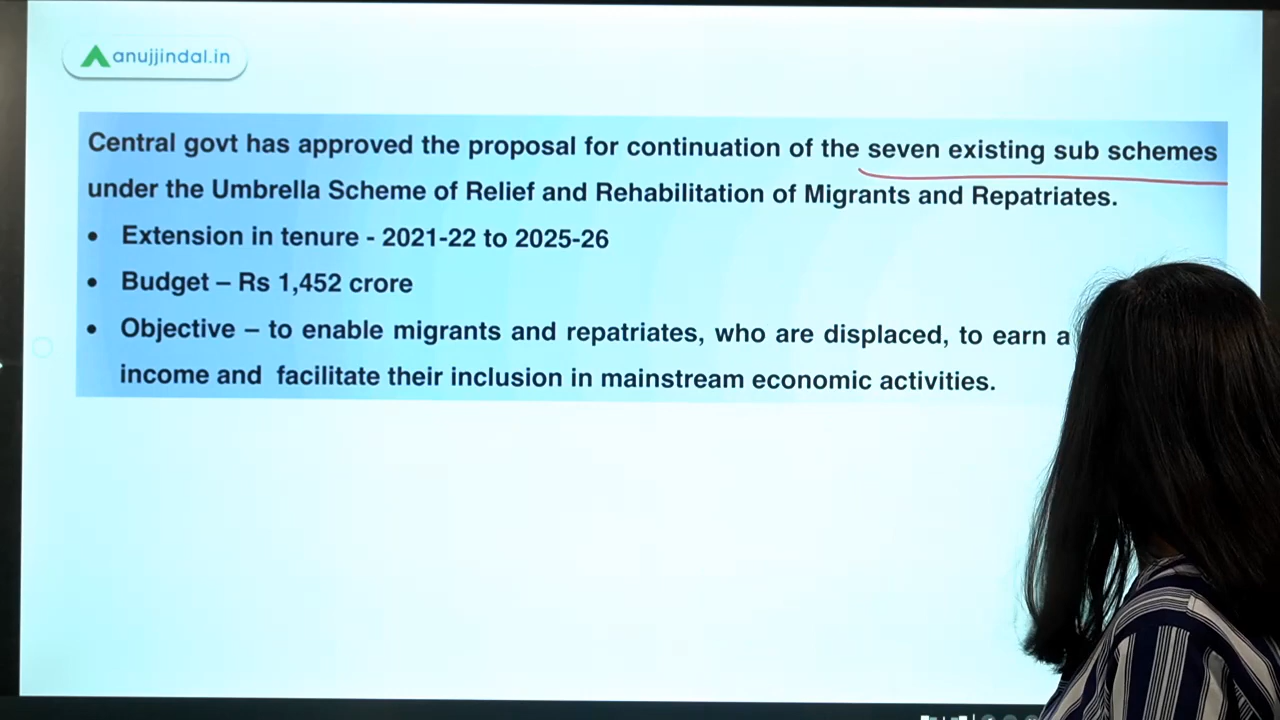 anujjindal.in
Central govt has approved the proposal for continuation of the seven existing sub schemes
under the Umbrella Scheme of Relief and Rehabilitation of Migrants and Repatriates.
• Extension in tenure - 2021-22 to 2025-26
• Budget – Rs 1,452 crore
• Objective – to enable migrants and repatriates, who are displaced, to earn a
income and facilitate their inclusion in mainstream economic activities.